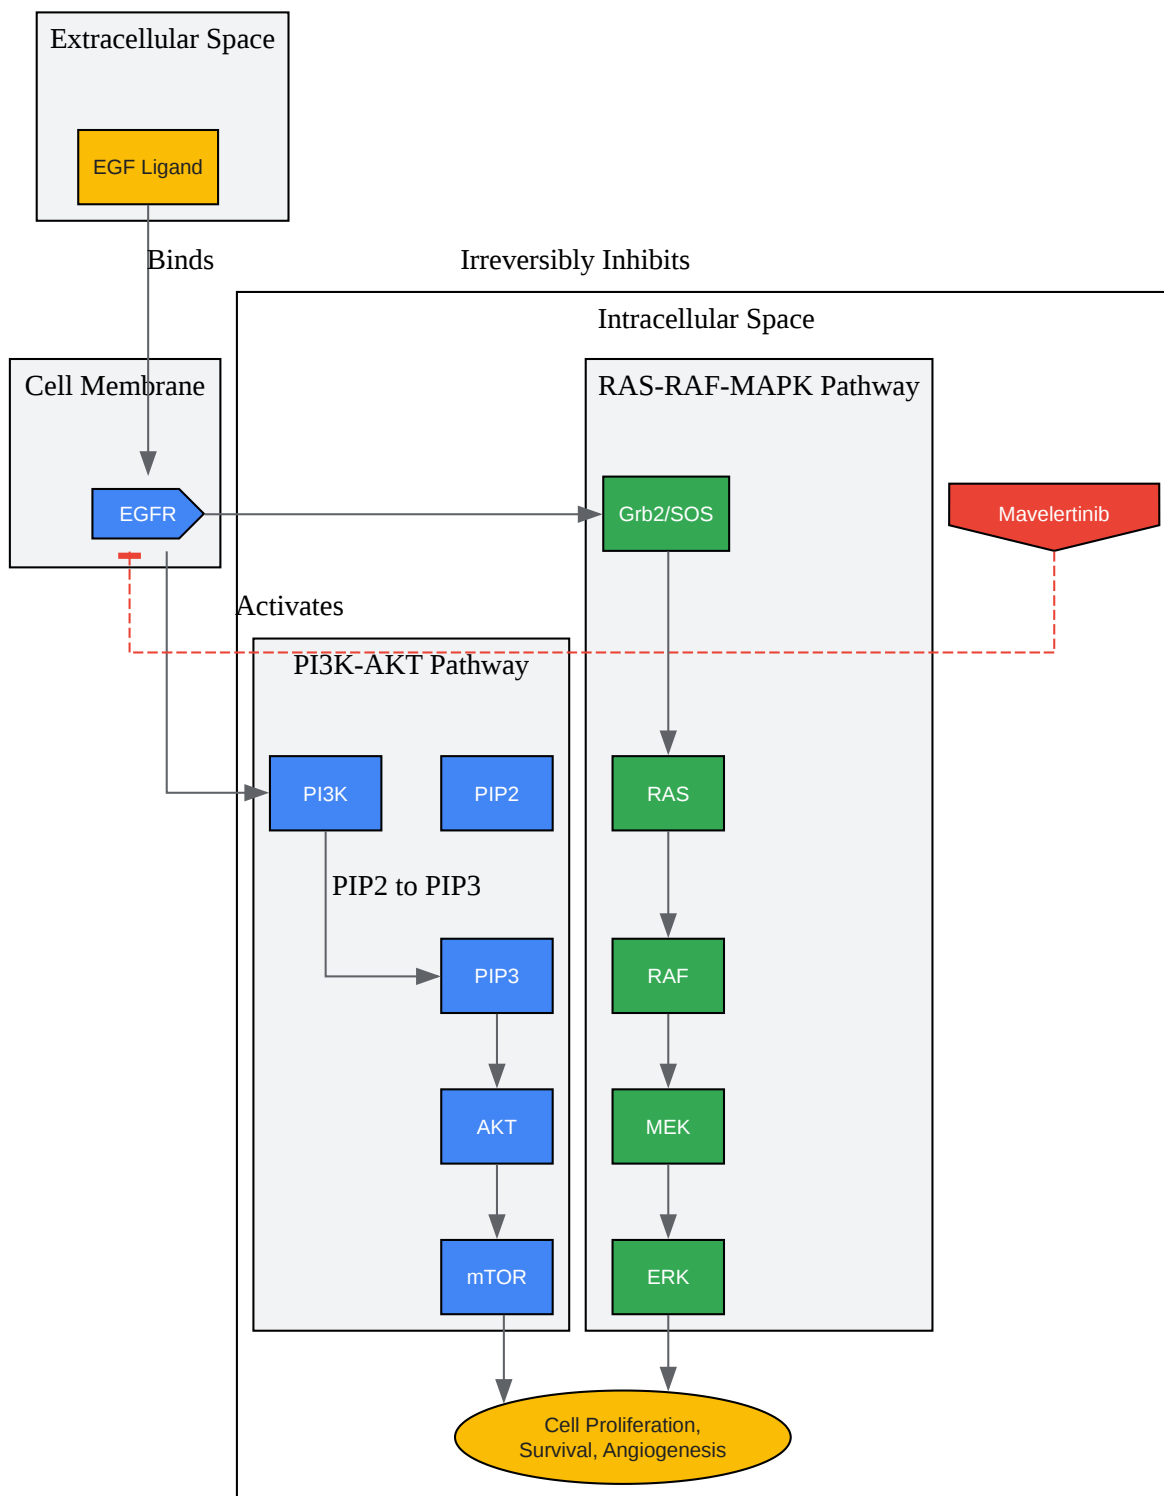 Extracellular Space
EGF Ligand
Binds
Irreversibly Inhibits
Intracellular Space
Cell Membrane
RAS-RAF-MAPK Pathway
EGFR
Grb2/SOS
Mavelertinib
Activates
PI3K-AKT Pathway
PI3K
PIP2
RAS
PIP2 to PIP3
PIP3
RAF
AKT
MEK
mTOR
ERK
Cell Proliferation,
Survival, Angiogenesis